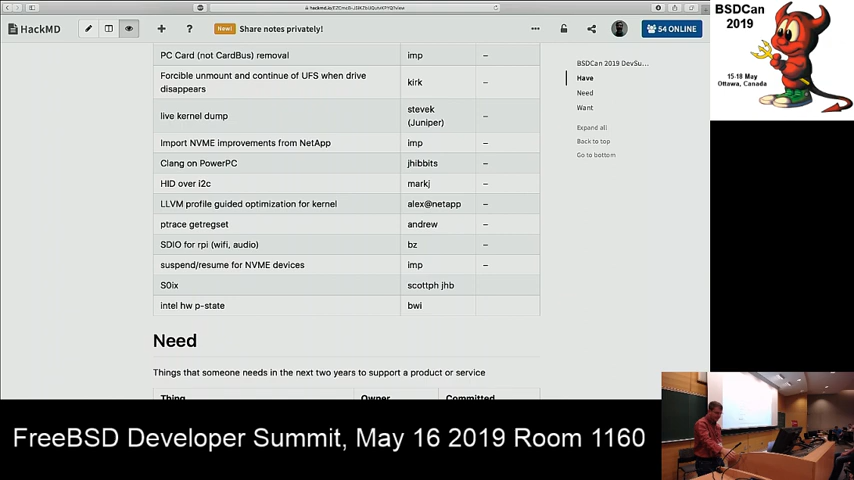 HackMD
New!
Share notes privately!
54 ONLINE
BSDCan
2019
15-18 May
Ottawa, Canada
PC Card (not CardBus) removal imp –
Forcible unmount and continue of UFS when drive
disappears kirk –
live kernel dump stevek
(Juniper) –
Import NVME improvements from NetApp imp –
Clang on PowerPC jhibbits –
HID over i2c markj –
LLVM profile guided optimization for kernel alex@netapp –
ptrace getregset andrew –
SDIO for rpi (wifi, audio) bz –
suspend/resume for NVME devices imp –
S0ix scottph jhb
intel hw p-state bwi
Need
Things that someone needs in the next two years to support a product or service
Thing Owner Committed
BSDCan 2019 DevSu...
Have
Need
Want
Expand all
Back to top
Go to bottom
FreeBSD Developer Summit, May 16 2019 Room 1160